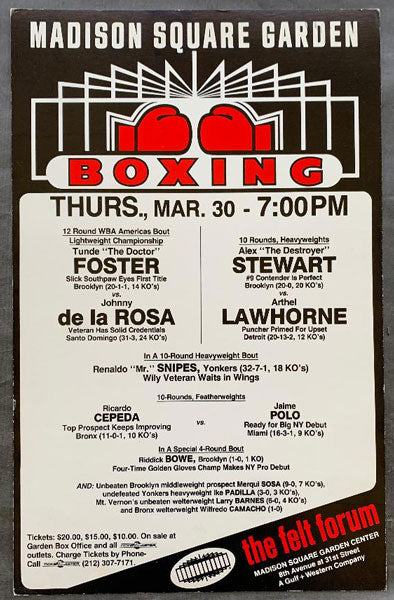 MADISON SQUARE GARDEN
BOXING
THURS., MAR. 30 - 7:00PM
12 Round WBA Americas Bout
Lightweight Championship
Tunde "The Doctor"
FOSTER
Slick Southpaw Eyes First Title
Brooklyn (20-1, 14 KO's)
vs.
Johnny
de la ROSA
Veteran Has Solid Credentials
Santo Domingo (31-3, 24 KO's)
10 Rounds, Heavyweights
Alex "The Destroyer"
STEWART
#9 Contender Is Perfect
Brooklyn (20-0, 20 KO's)
vs.
Arthel
LAWHORNE
Puncher Primed For Upset
Detroit (20-13-2, 12 KO's)
In A 10-Round Heavyweight Bout
Renaldo "Mr." SNIPES, Yonkers (32-7-1, 18 KO's)
Wily Veteran Waits in Wings
10-Rounds, Featherweights
Ricardo
CEPEDA
Top Prospect Keeps Improving
Bronx (11-0-1, 10 KO's)
vs.
Jaime
POLO
Ready for Big NY Debut
Miami (16-3-1, 9 KO's)
In A Special 4-Round Bout
Riddick BOWE, Brooklyn (1-0, 1 KO)
Four-Time Golden Gloves Champ Makes NY Pro Debut
AND: Unbeaten Brooklyn middleweight prospect Merqui SOSA (9-0, 7 KO's),
undefeated Yonkers heavyweight Ike PADILLA (3-0, 3 KO's),
Mt. Vernon's unbeaten welterweight Larry BARNES (5-0, 4 KO's)
and Bronx welterweight Wilfredo CAMACHO (1-0)
Tickets: $20.00, $15.00, $10.00. On sale at
Garden Box Office and all TICKETMASTER
outlets. Charge Tickets by Phone-
Call TICKETMASTER (212) 307-7171.
the felt forum
MADISON SQUARE GARDEN CENTER
8th Avenue at 31st Street
A Gulf + Western Company